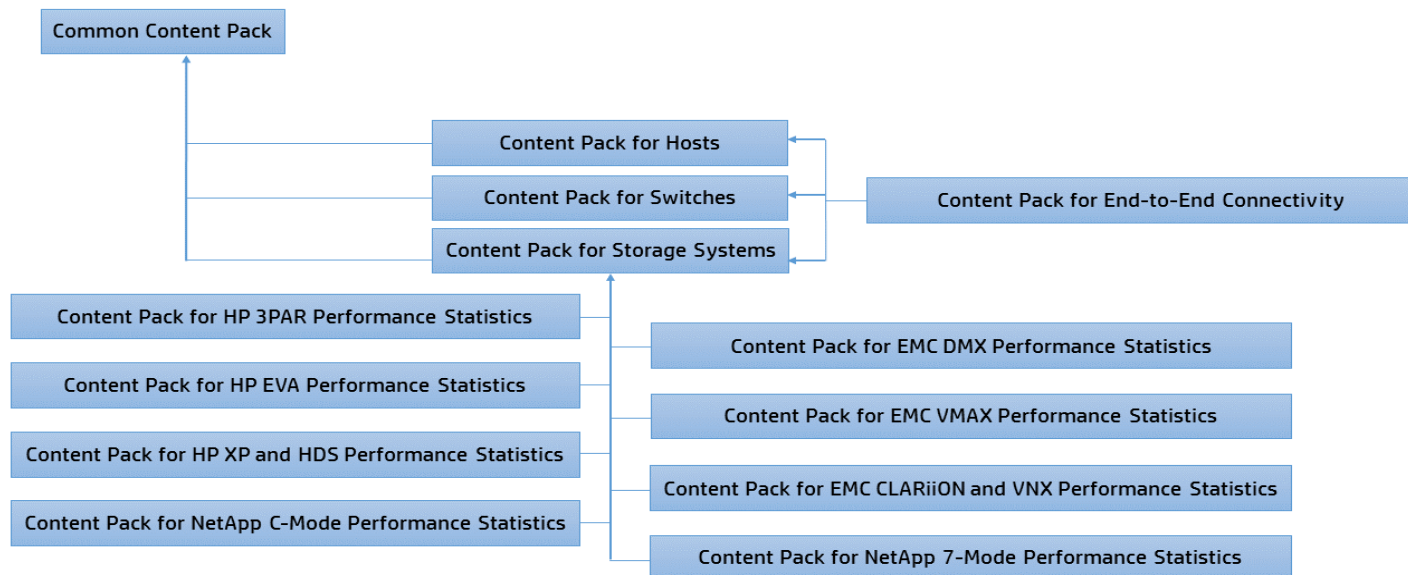 Common Content Pack
Content Pack for Hosts
Content Pack for Switches
Content Pack for End-to-End Connectivity
Content Pack for Storage Systems
Content Pack for HP 3PAR Performance Statistics
Content Pack for EMC DMX Performance Statistics
Content Pack for HP EVA Performance Statistics
Content Pack for EMC VMAX Performance Statistics
Content Pack for HP XP and HDS Performance Statistics
Content Pack for EMC CLARiiON and VNX Performance Statistics
Content Pack for NetApp C-Mode Performance Statistics
Content Pack for NetApp 7-Mode Performance Statistics